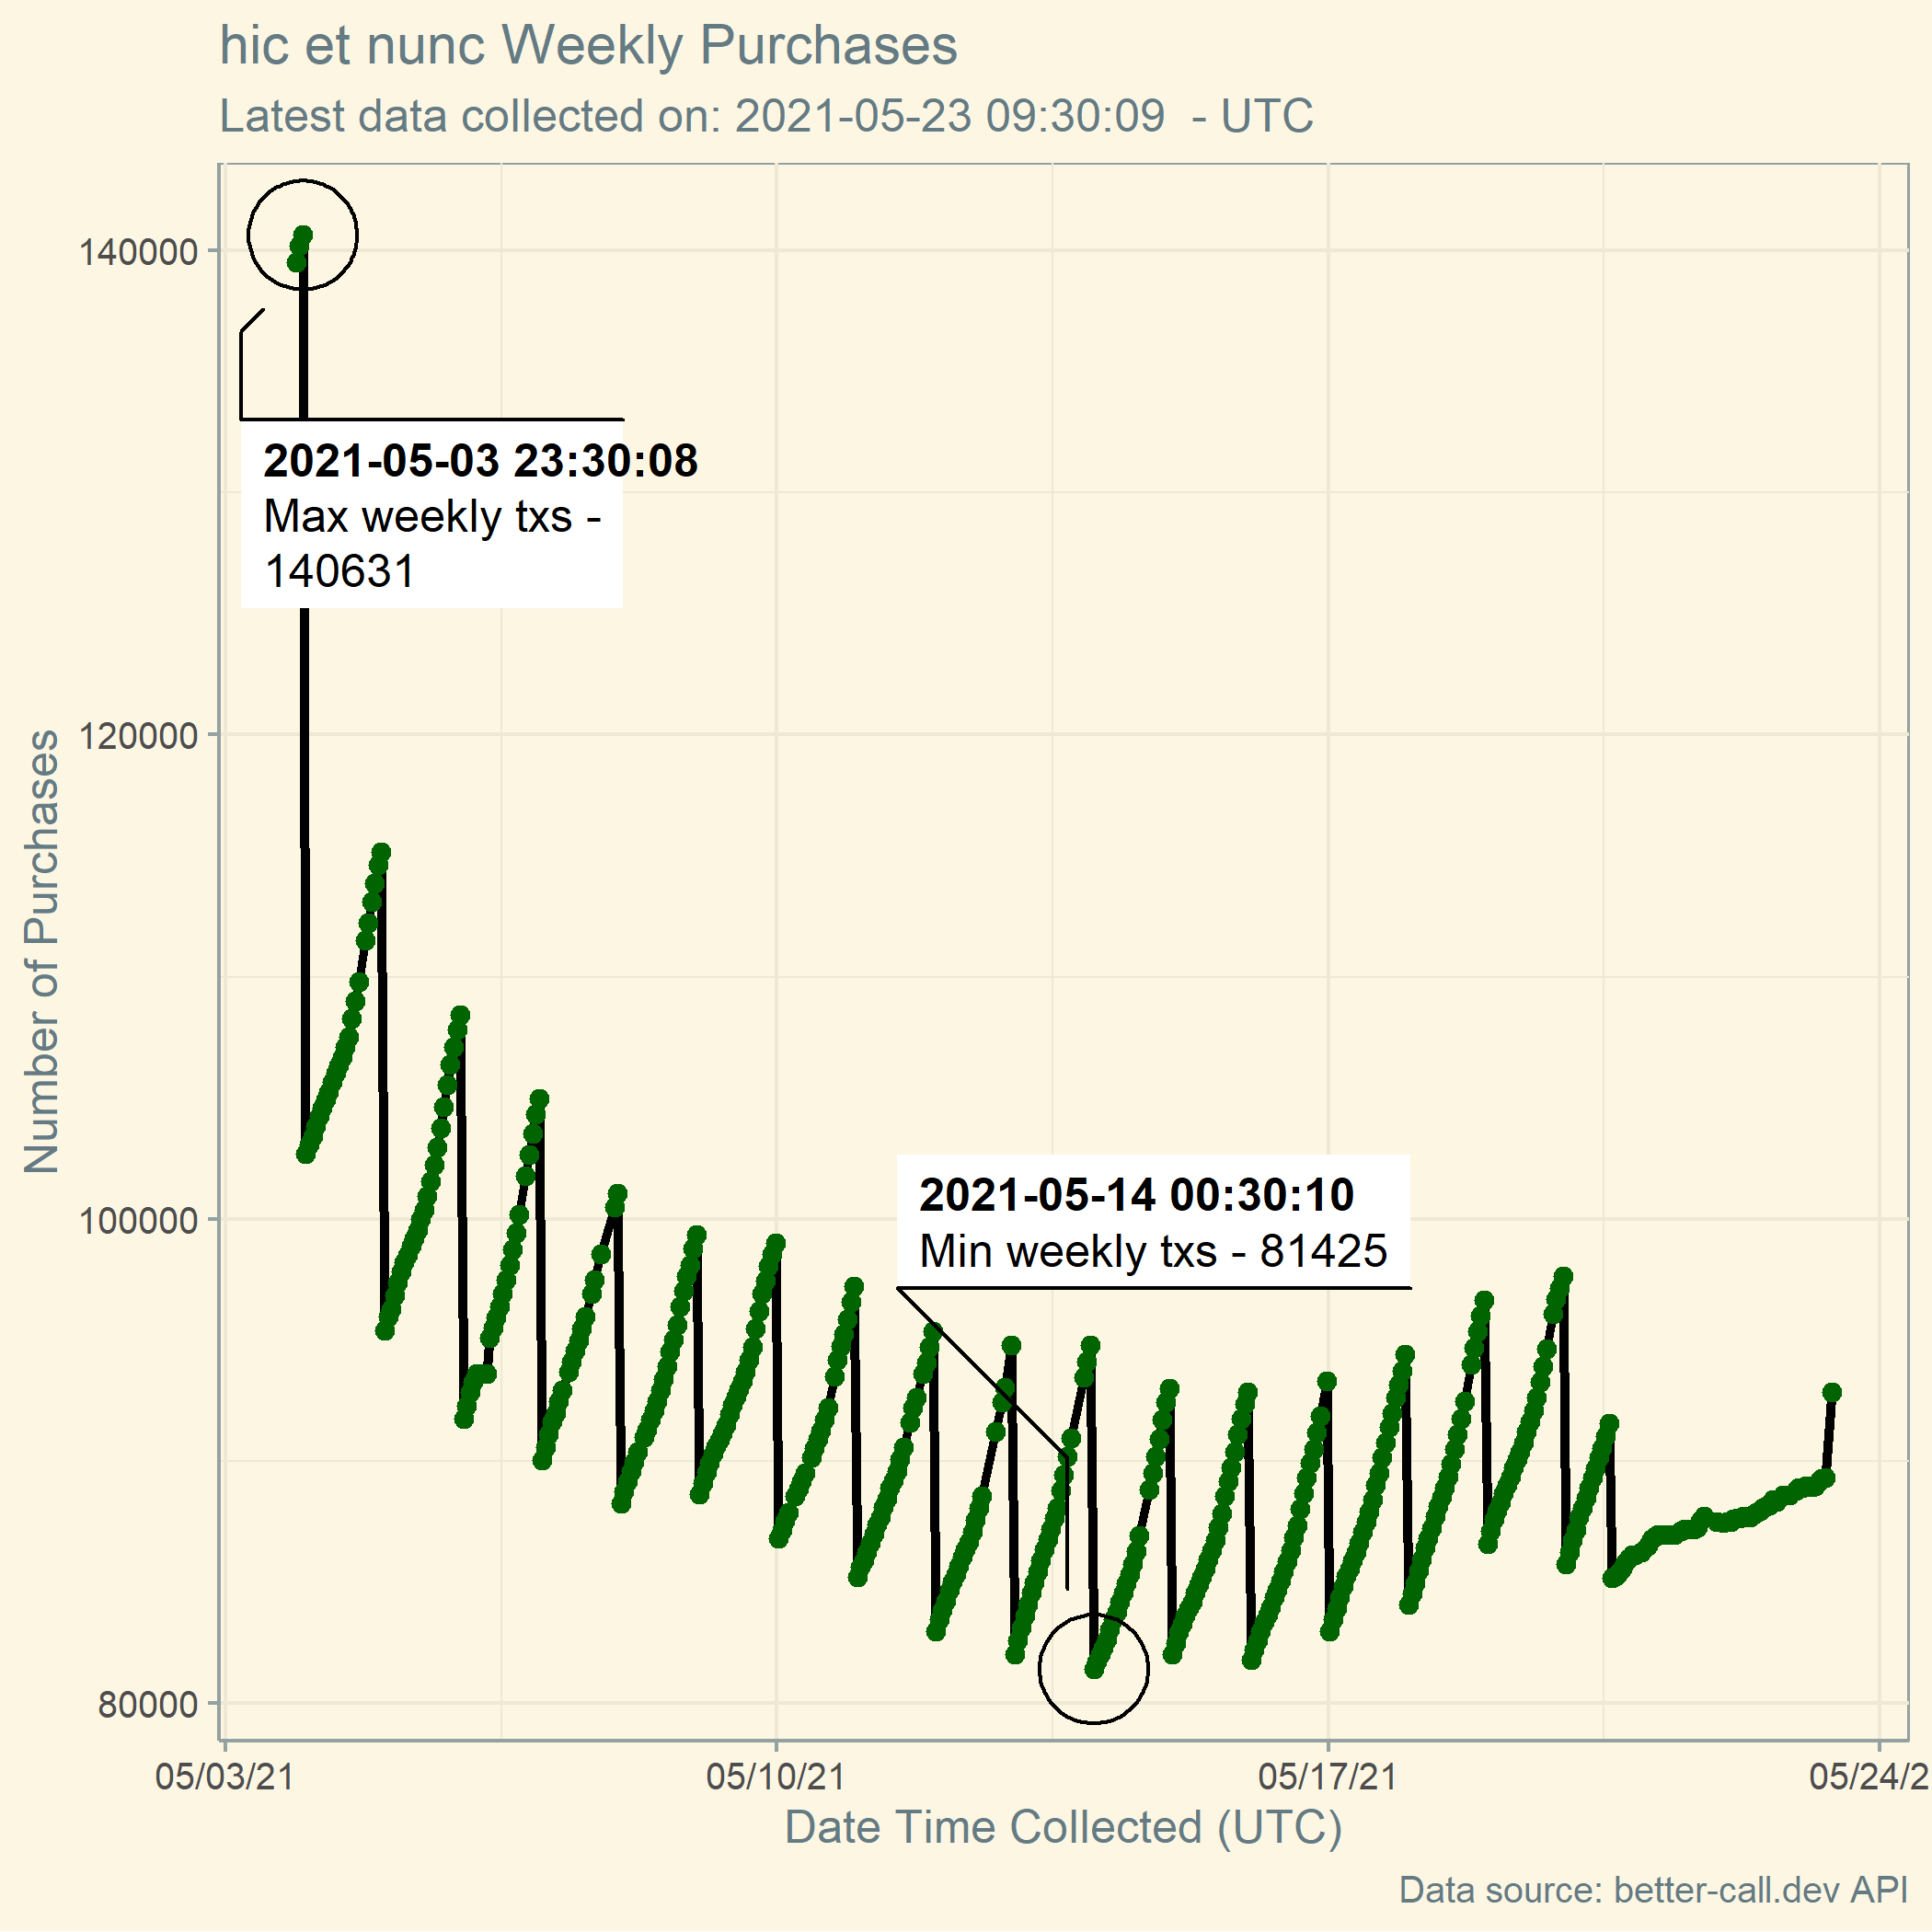 hic et nunc Weekly Purchases
Latest data collected on: 2021-05-23 09:30:09  - UTC
140000
120000
100000
80000
Number of Purchases
2021-05-03 23:30:08
Max weekly txs -
140631
2021-05-14 00:30:10
Min weekly txs - 81425
05/03/21 05/10/21 05/17/21 05/24/2
Date Time Collected (UTC)
Data source: better-call.dev API